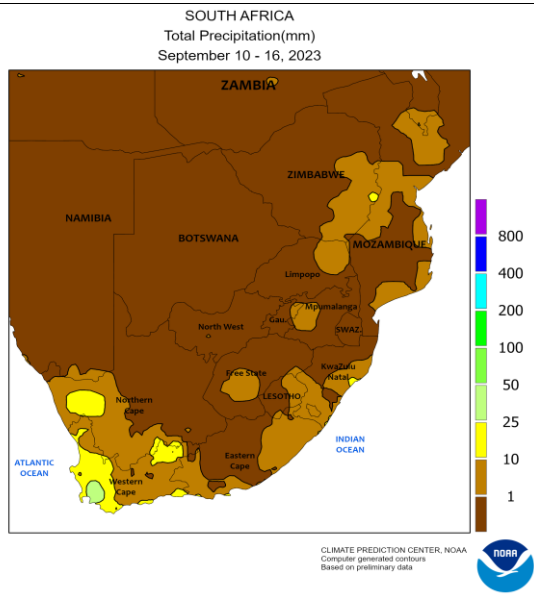 SOUTH AFRICA
Total Precipitation(mm)
September 10 - 16, 2023
ZAMBIA
ZIMBABWE
NAMIBIA
BOTSWANA
MOZAMBIQUE
Limpopo
Mpumalanga
Gau.
North West
SWAZ.
Free State
KwaZulu
Natal
LESOTHO
Northern
Cape
Eastern
Cape
Western
Cape
ATLANTIC
OCEAN
INDIAN
OCEAN
800
400
200
100
50
25
10
1
CLIMATE PREDICTION CENTER, NOAA
Computer generated contours
Based on preliminary data
NOAA